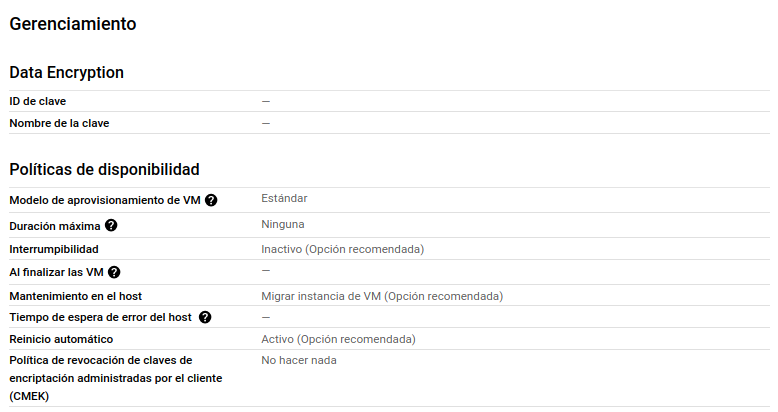 Gerenciamiento
Data Encryption
ID de clave —
Nombre de la clave —
Políticas de disponibilidad
Modelo de aprovisionamiento de VM ? Estándar
Duración máxima ? Ninguna
Interrumpibilidad Inactivo (Opción recomendada)
Al finalizar las VM ? —
Mantenimiento en el host Migrar instancia de VM (Opción recomendada)
Tiempo de espera de error del host ? —
Reinicio automático Activo (Opción recomendada)
Política de revocación de claves de No hacer nada
encriptación administradas por el cliente
(CMEK)